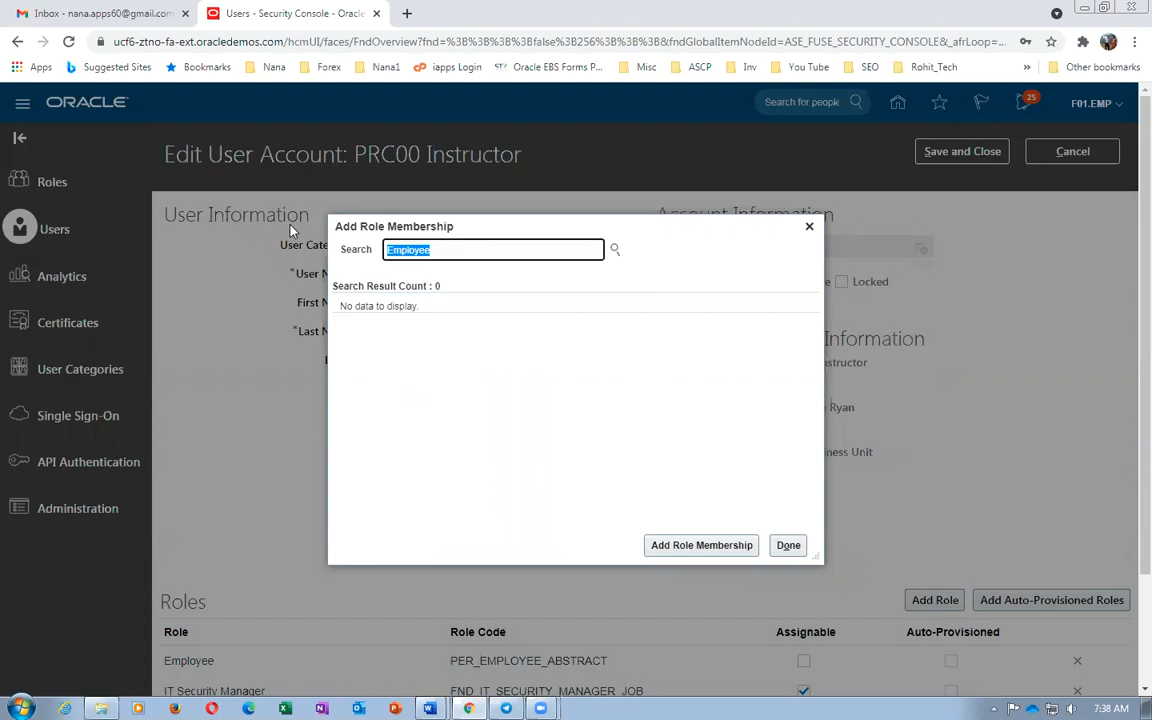 Inbox - nana.apps60@gmail.com
Users - Security Console - Oracle
ucf6-ztno-fa-ext.oracledemos.com/hcmUI/faces/FndOverview?fnd=%3B%3B%3B%3Bfalse%3B256%3B%3B%3B&fndGlobalItemNodeId=ASE_FUSE_SECURITY_CONSOLE&_afrLoop=...
Apps Suggested Sites Bookmarks Nana Forex Nana1 iapps Login Oracle EBS Forms P... Misc ASCP Inv You Tube SEO Rohit_Tech » Other bookmarks
ORACLE Search for people 25 F01.EMP
Edit User Account: PRC00 Instructor Save and Close Cancel
Roles
Users
Analytics
Certificates
User Categories
Single Sign-On
API Authentication
Administration
User Information
Account Information
User Cate
*User N
First N
*Last N
Locked
Information
structor
Ryan
iness Unit
Add Role Membership
Search Employee
Search Result Count : 0
No data to display.
Add Role Membership Done
Roles Add Role Add Auto-Provisioned Roles
Role Role Code Assignable Auto-Provisioned
Employee PER_EMPLOYEE_ABSTRACT
IT Security Manager FND_IT_SECURITY_MANAGER_JOB
7:38 AM